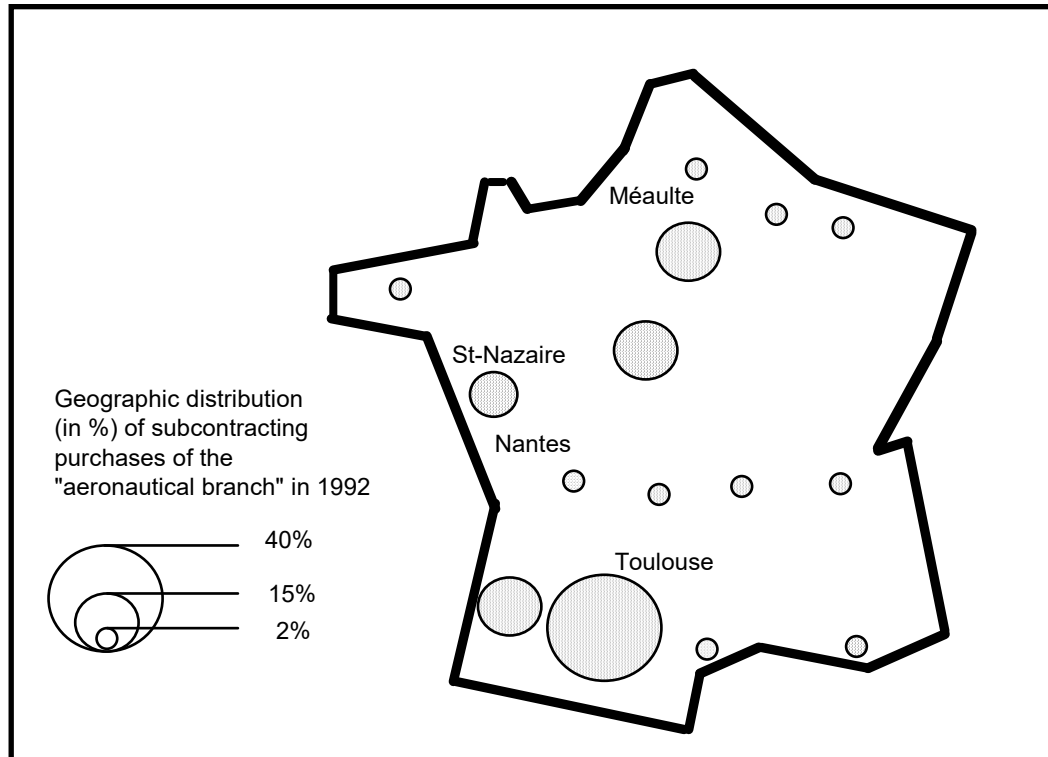 Méaulte
St-Nazaire
Geographic distribution
(in %) of subcontracting
purchases of the
"aeronautical branch" in 1992
Nantes
40%
15%
2%
Toulouse